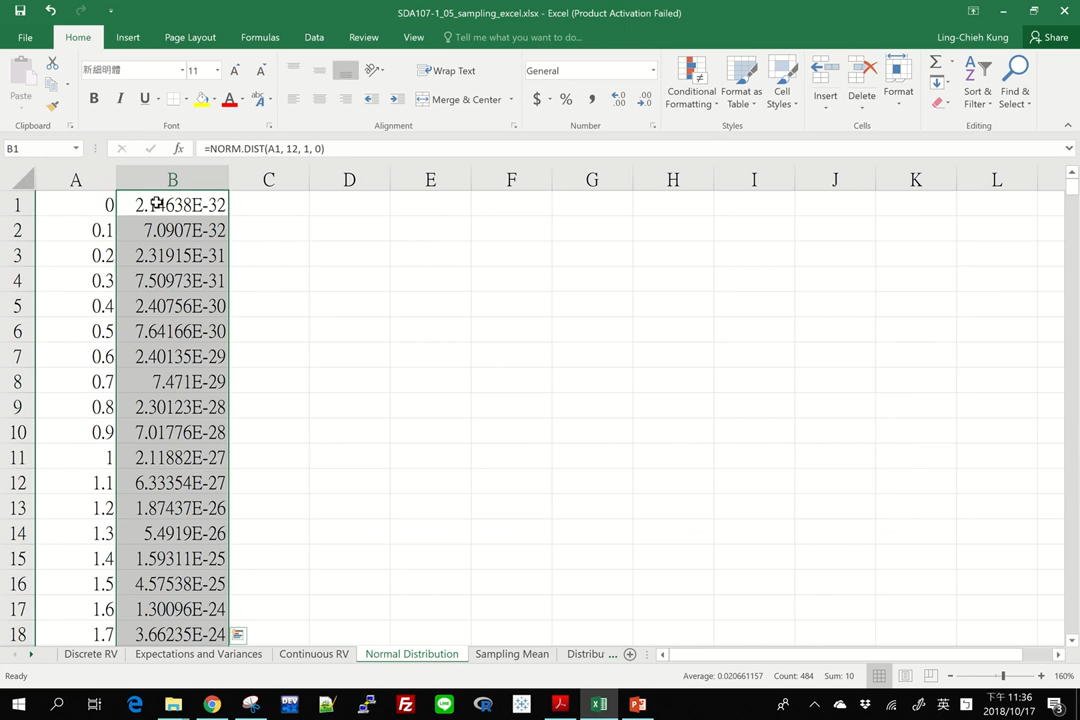 SDA107-1_05_sampling_excel.xlsx - Excel (Product Activation Failed)
File Home Insert Page Layout Formulas Data Review View Tell me what you want to do... Ling-Chieh Kung Share
Paste 新細明體 11 A A Wrap Text General Conditional Formatting Format as Table Cell Styles Insert Delete Format Sort & Filter Find & Select
B I U A Merge & Center $ % ,
Clipboard Font Alignment Number Styles Cells Editing
B1 fx =NORM.DIST(A1, 12, 1, 0)
A B C D E F G H I J K L
1 0 2.14638E-32
2 0.1 7.0907E-32
3 0.2 2.31915E-31
4 0.3 7.50973E-31
5 0.4 2.40756E-30
6 0.5 7.64166E-30
7 0.6 2.40135E-29
8 0.7 7.471E-29
9 0.8 2.30123E-28
10 0.9 7.01776E-28
11 1 2.11882E-27
12 1.1 6.33354E-27
13 1.2 1.87437E-26
14 1.3 5.4919E-26
15 1.4 1.59311E-25
16 1.5 4.57538E-25
17 1.6 1.30096E-24
18 1.7 3.66235E-24
Discrete RV Expectations and Variances Continuous RV Normal Distribution Sampling Mean Distribu ...
Ready Average: 0.020661157 Count: 484 Sum: 10 160%
下午 11:36
英 2018/10/17 3